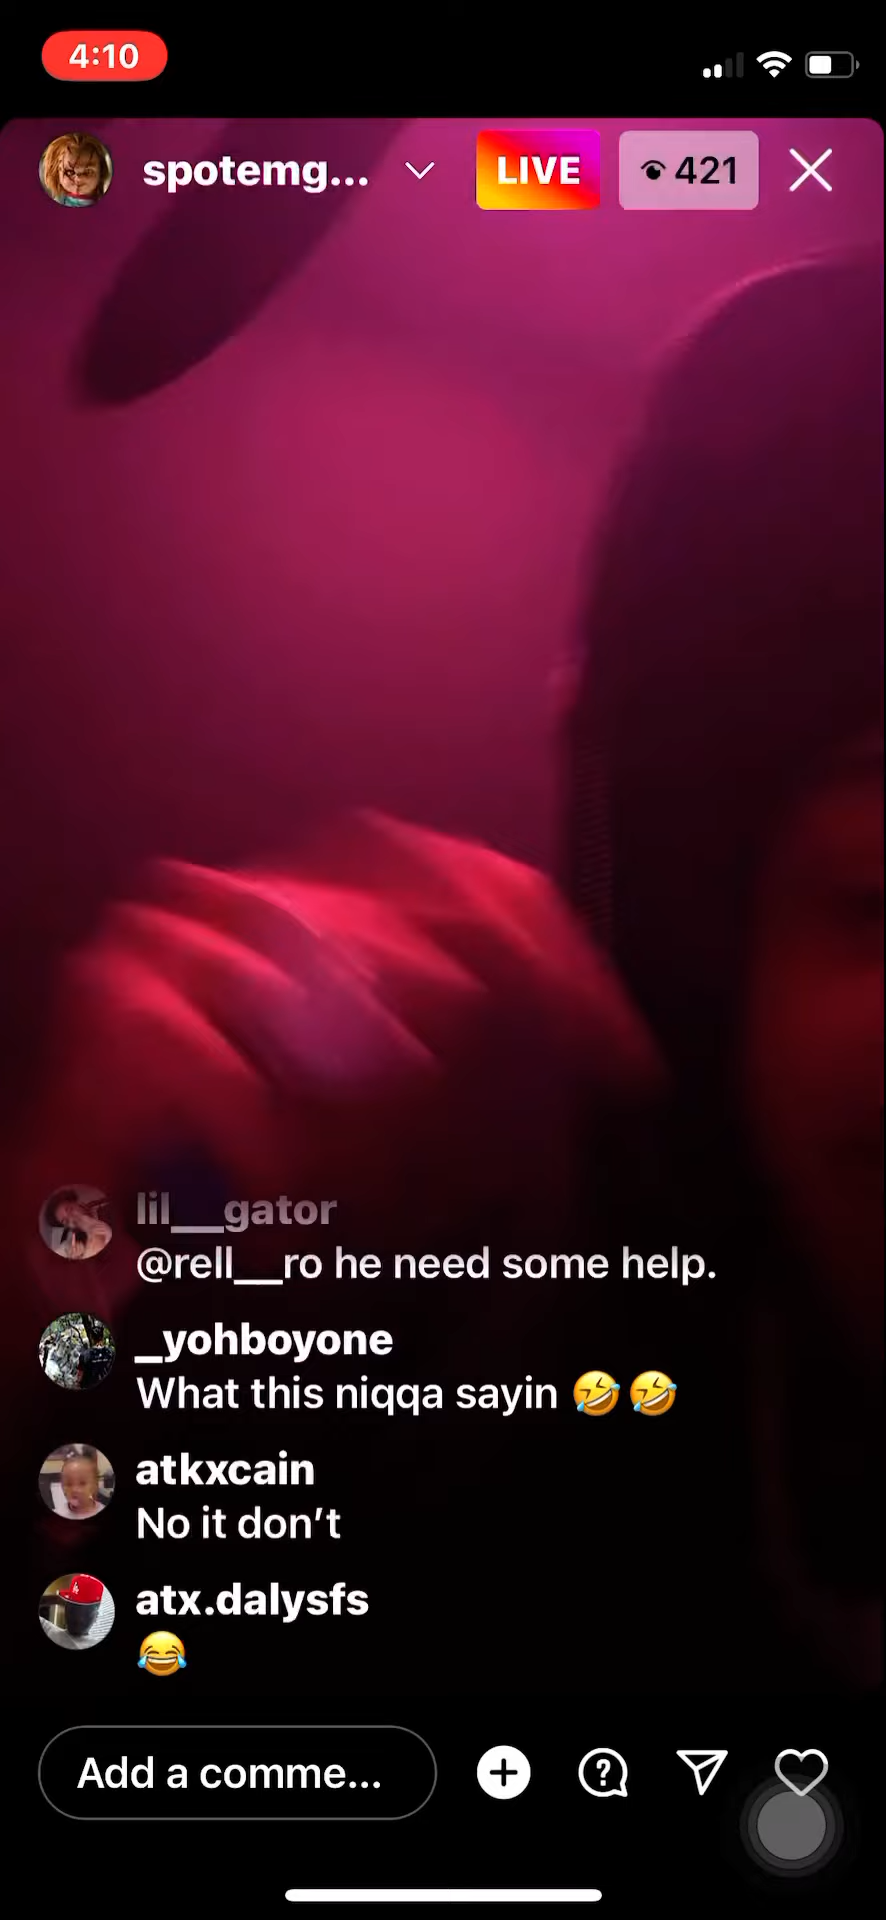 4:10
spotemg...
LIVE
421
lil__gator
@rell__ro he need some help.
_yohboyone
What this niqqa sayin 🤣🤣
atkxcain
No it don't
atx.dalysfs
😂
Add a comme...